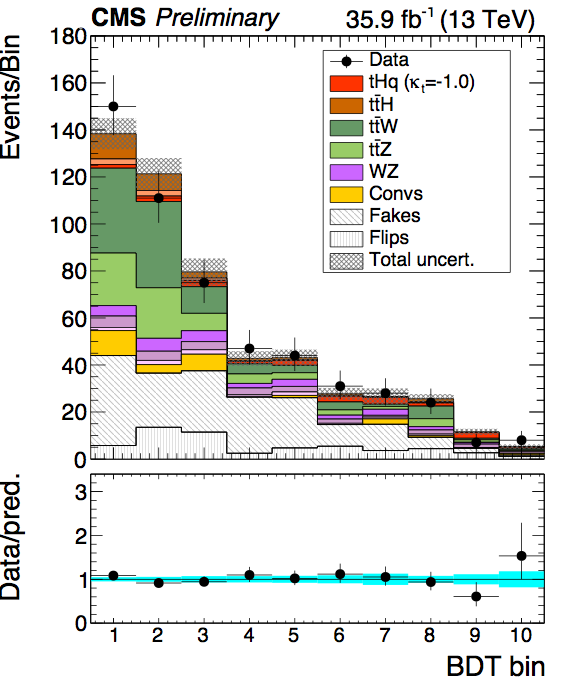 CMS Preliminary 35.9 fb⁻¹ (13 TeV)
Events/Bin
180
160
140
120
100
80
60
40
20
0
Data
tHq (κt=-1.0)
tt̄H
tt̄W
tt̄Z
WZ
Convs
Fakes
Flips
Total uncert.
Data/pred.
3
2
1
0
1 2 3 4 5 6 7 8 9 10
BDT bin